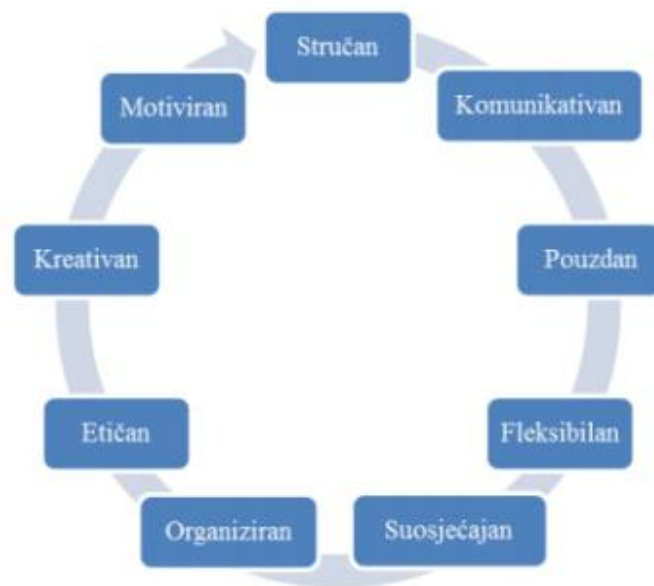 Stručan
Komunikativan
Pouzdan
Fleksibilan
Suosjećajan
Organiziran
Etičan
Kreativan
Motiviran